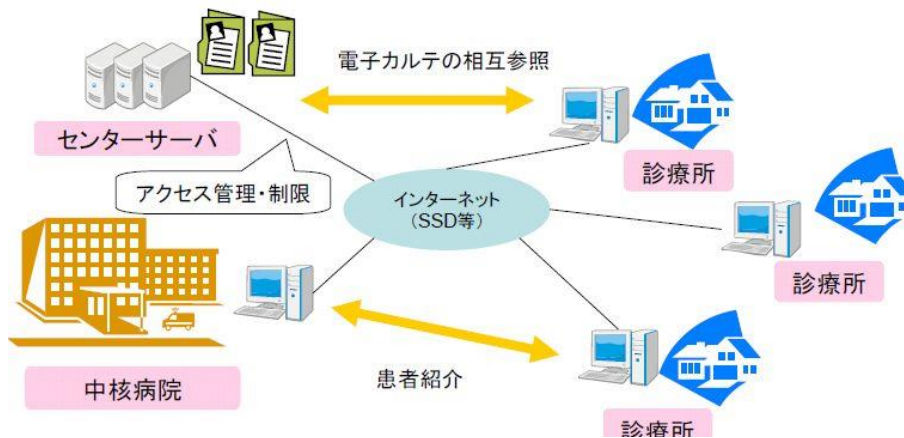 電子カルテの相互参照
センターサーバ
診療所
アクセス管理・制限
インターネット
(SSD等)
診療所
患者紹介
中核病院
診療所